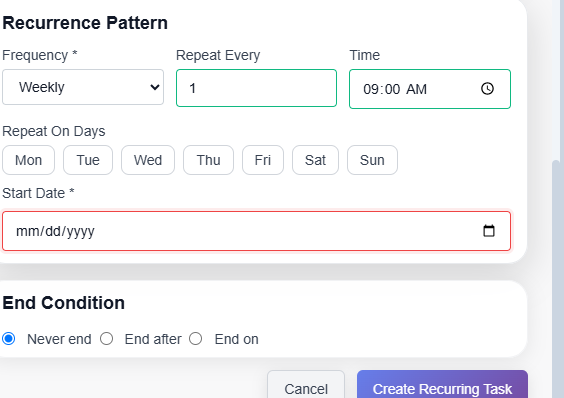 Recurrence Pattern
Frequency * Repeat Every Time
Weekly 1 09:00 AM
Repeat On Days
Mon Tue Wed Thu Fri Sat Sun
Start Date *
mm/dd/yyyy
End Condition
Never end End after End on
Cancel Create Recurring Task